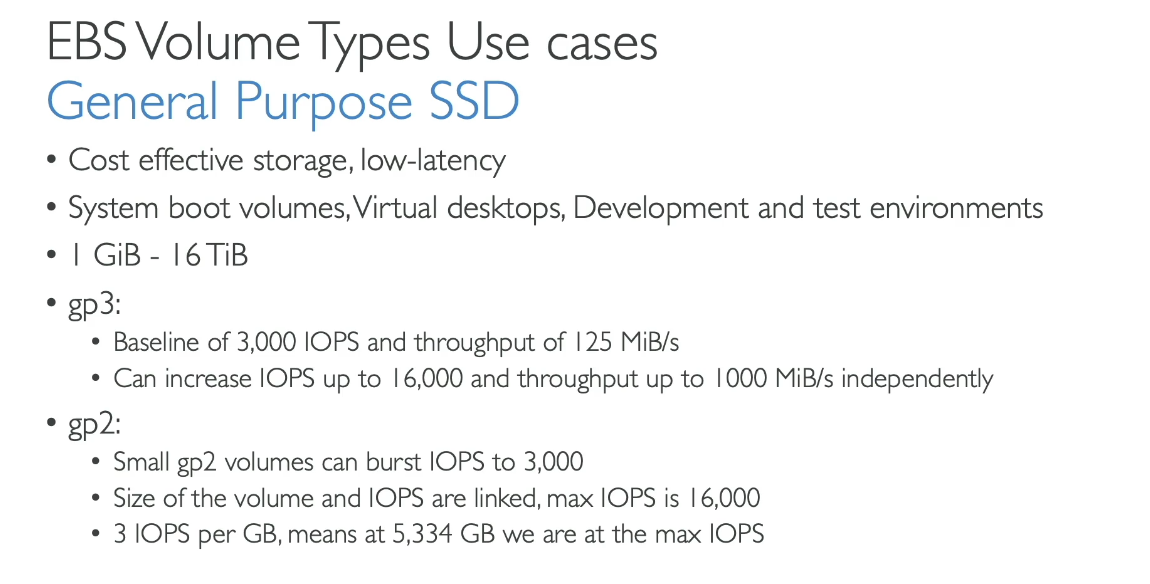 EBS Volume Types Use cases
General Purpose SSD
• Cost effective storage, low-latency
• System boot volumes, Virtual desktops, Development and test environments
• 1 GiB - 16 TiB
• gp3:
• Baseline of 3,000 IOPS and throughput of 125 MiB/s
• Can increase IOPS up to 16,000 and throughput up to 1000 MiB/s independently
• gp2:
• Small gp2 volumes can burst IOPS to 3,000
• Size of the volume and IOPS are linked, max IOPS is 16,000
• 3 IOPS per GB, means at 5,334 GB we are at the max IOPS